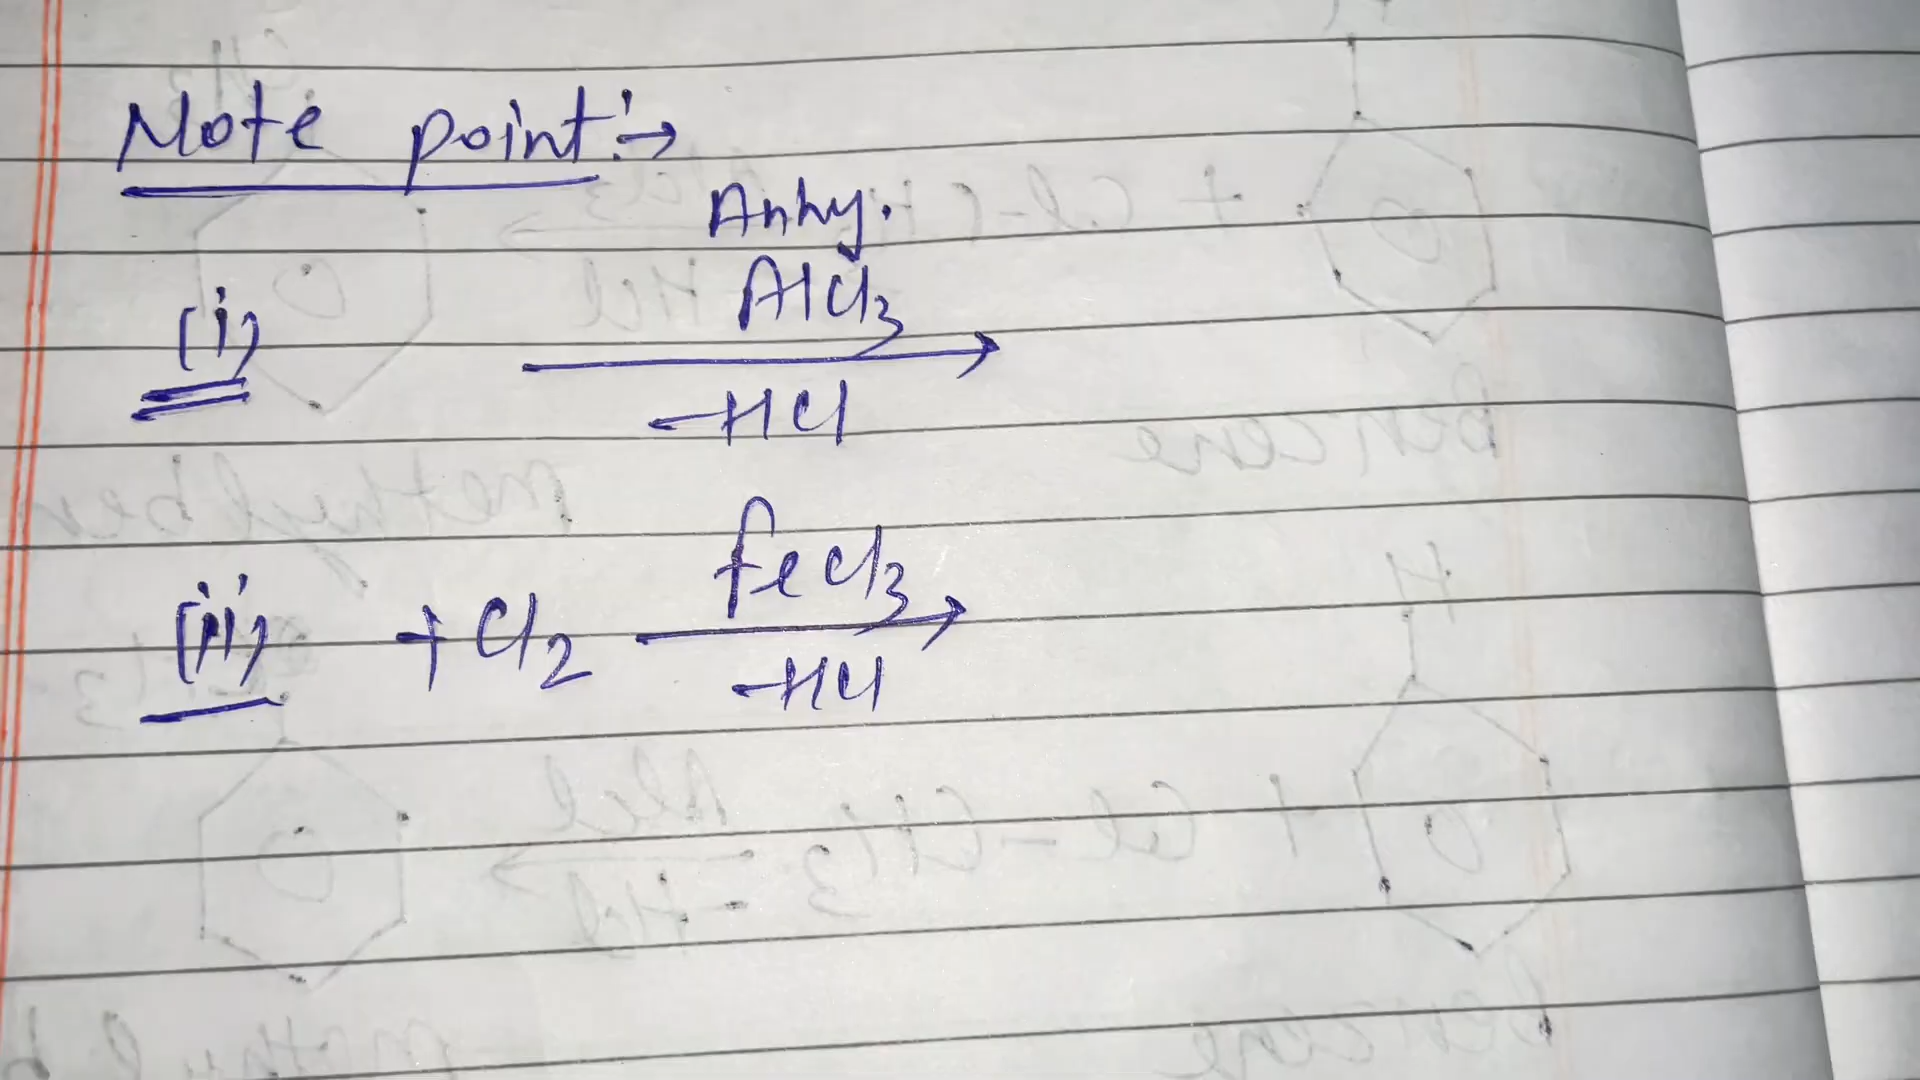 Note point:→
Anhy.
(i) AlCl3
-HCl
FeCl3
(ii) +Cl2
-HCl